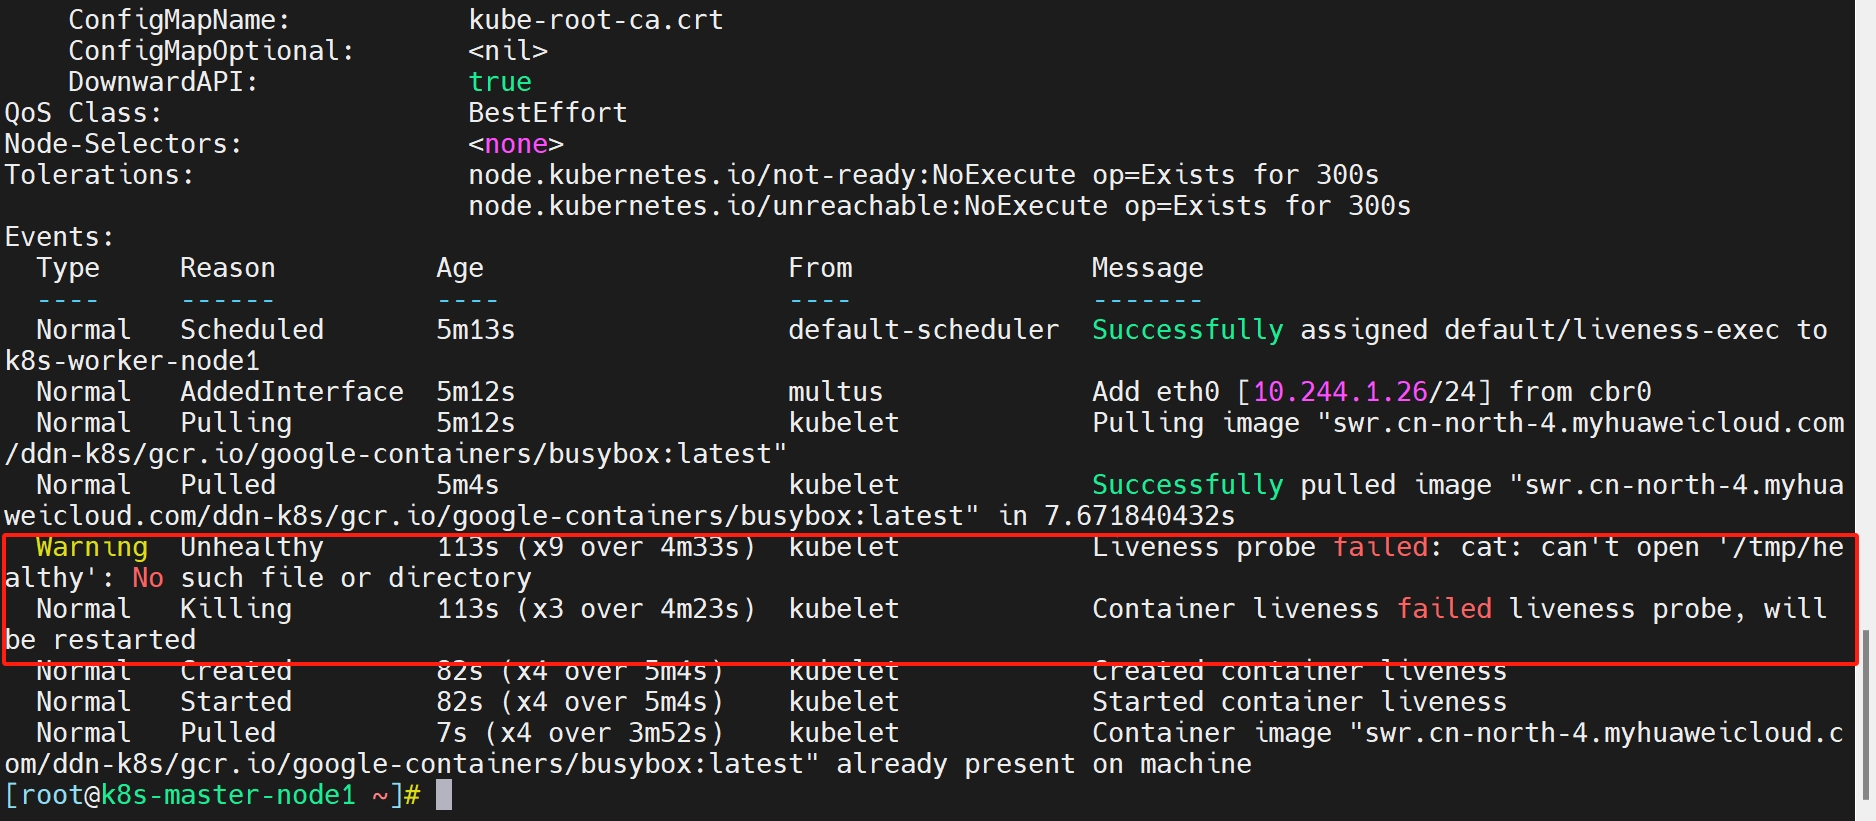 ConfigMapName:           kube-root-ca.crt
    ConfigMapOptional:       <nil>
    DownwardAPI:             true
QoS Class:                   BestEffort
Node-Selectors:              <none>
Tolerations:                 node.kubernetes.io/not-ready:NoExecute op=Exists for 300s
                             node.kubernetes.io/unreachable:NoExecute op=Exists for 300s
Events:
  Type     Reason          Age                   From               Message
  ----     ------          ----                  ----               -------
  Normal   Scheduled       5m13s                 default-scheduler  Successfully assigned default/liveness-exec to
k8s-worker-node1
  Normal   AddedInterface  5m12s                 multus             Add eth0 [10.244.1.26/24] from cbr0
  Normal   Pulling         5m12s                 kubelet            Pulling image "swr.cn-north-4.myhuaweicloud.com
/ddn-k8s/gcr.io/google-containers/busybox:latest"
  Normal   Pulled          5m4s                  kubelet            Successfully pulled image "swr.cn-north-4.myhua
weicloud.com/ddn-k8s/gcr.io/google-containers/busybox:latest" in 7.671840432s
  Warning  Unhealthy       113s (x9 over 4m33s)  kubelet            Liveness probe failed: cat: can't open '/tmp/he
althy': No such file or directory
  Normal   Killing         113s (x3 over 4m23s)  kubelet            Container liveness failed liveness probe, will
be restarted
  Normal   Created         82s (x4 over 5m4s)    kubelet            Created container liveness
  Normal   Started         82s (x4 over 5m4s)    kubelet            Started container liveness
  Normal   Pulled          7s (x4 over 3m52s)    kubelet            Container image "swr.cn-north-4.myhuaweicloud.c
om/ddn-k8s/gcr.io/google-containers/busybox:latest" already present on machine
[root@k8s-master-node1 ~]#